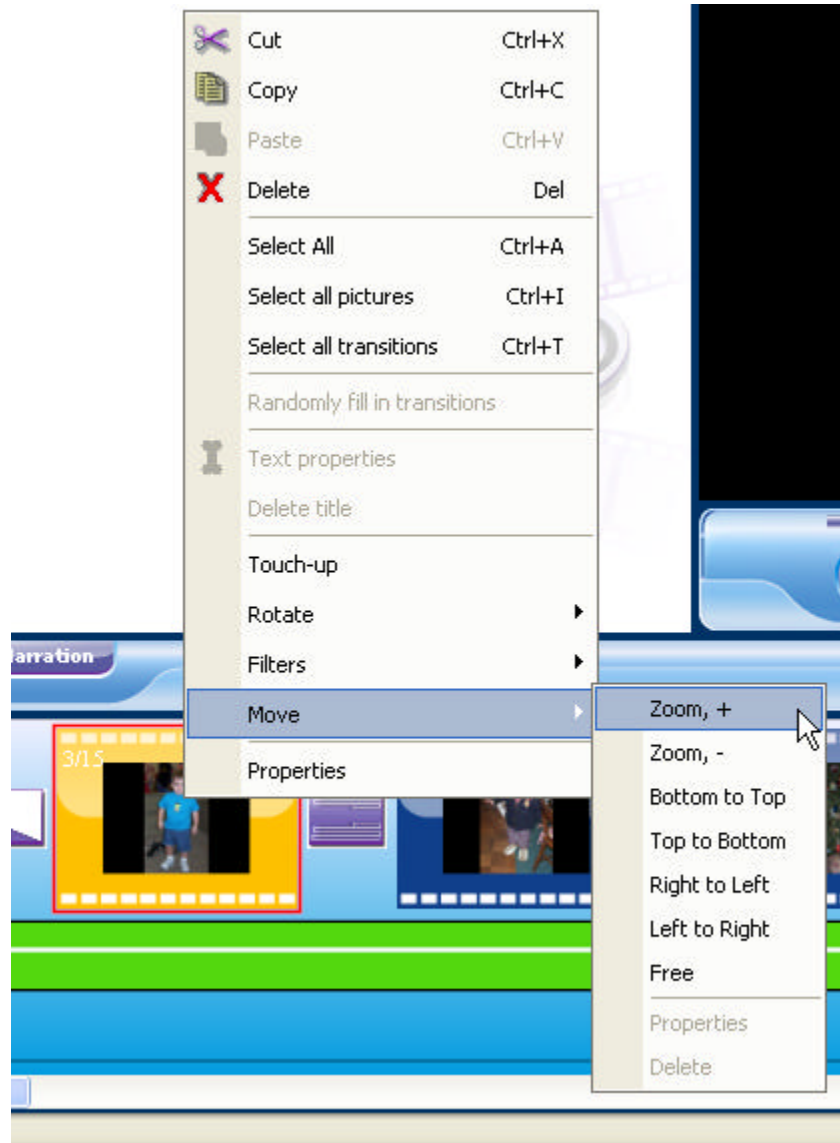 Cut Ctrl+X
Copy Ctrl+C
Paste Ctrl+V
Delete Del
Select All Ctrl+A
Select all pictures Ctrl+I
Select all transitions Ctrl+T
Randomly fill in transitions
Text properties
Delete title
Touch-up
Rotate
Filters
Move
Properties
Zoom, +
Zoom, -
Bottom to Top
Top to Bottom
Right to Left
Left to Right
Free
Properties
Delete
arration
3/15